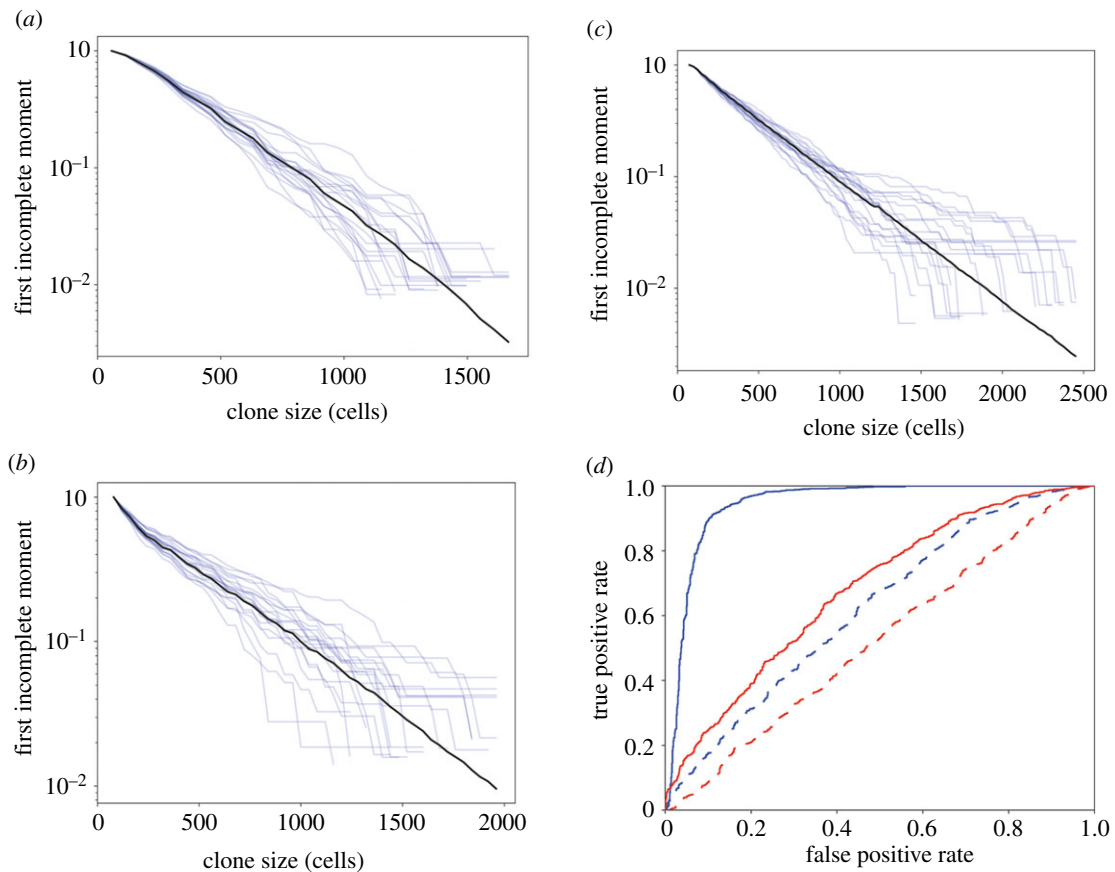 (a)
10
10−1
10−2
first incomplete moment
0 500 1000 1500
clone size (cells)
(c)
10
10−1
10−2
first incomplete moment
0 500 1000 1500 2000 2500
clone size (cells)
(b)
10
10−1
10−2
first incomplete moment
0 500 1000 1500 2000
clone size (cells)
(d)
1.0
0.8
0.6
0.4
0.2
0
true positive rate
0 0.2 0.4 0.6 0.8 1.0
false positive rate